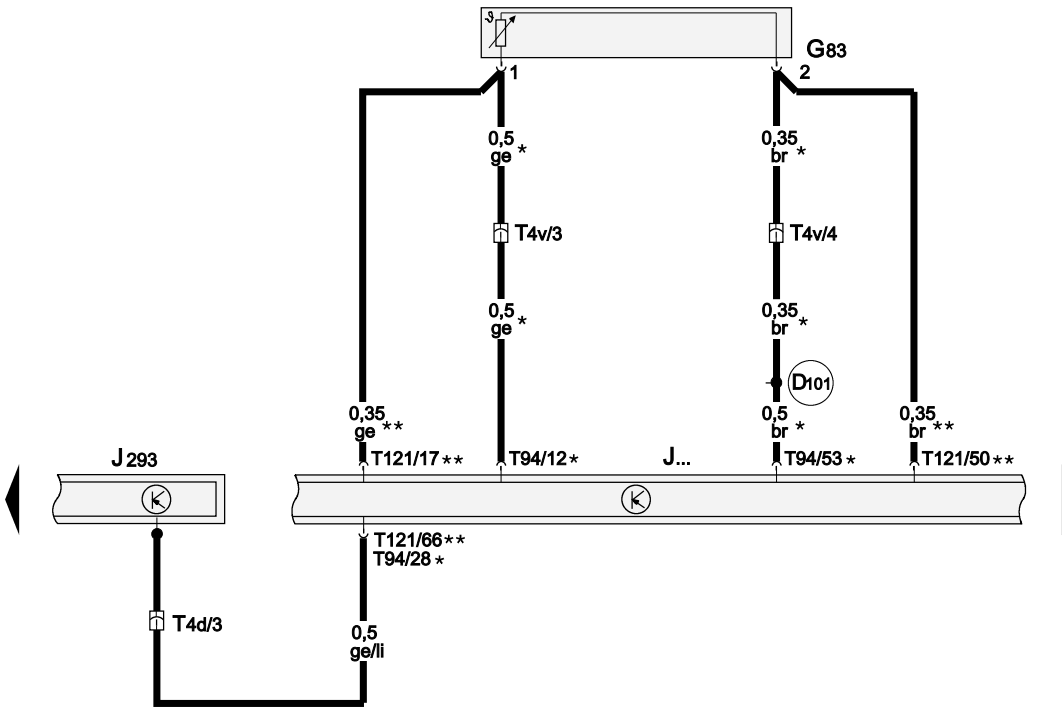 ϑ
G83
1
2
0,5
ge *
0,35
br *
T4v/3
T4v/4
0,5
ge *
0,35
br *
D101
0,35
ge **
0,5
br *
0,35
br **
J293
T121/17**
T94/12*
J...
T94/53*
T121/50**
T121/66**
T94/28*
T4d/3
0,5
ge/li